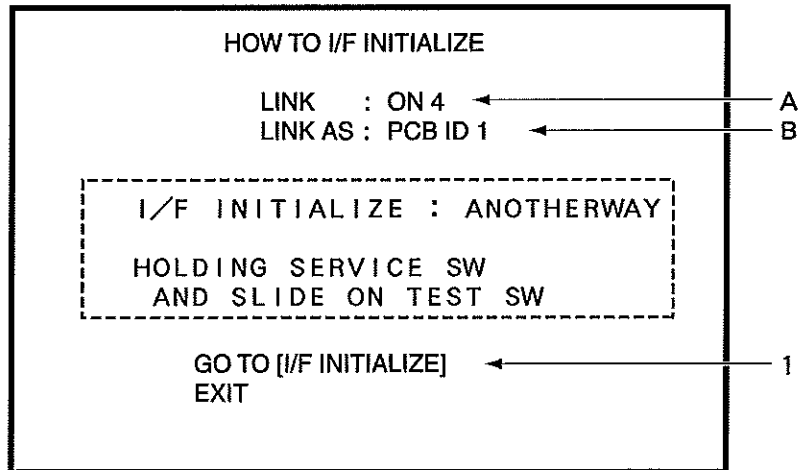 HOW TO I/F INITIALIZE
LINK : ON 4
A
LINK AS : PCB ID 1
B
I/F INITIALIZE : ANOTHERWAY
HOLDING SERVICE SW
AND SLIDE ON TEST SW
GO TO [I/F INITIALIZE]
1
EXIT